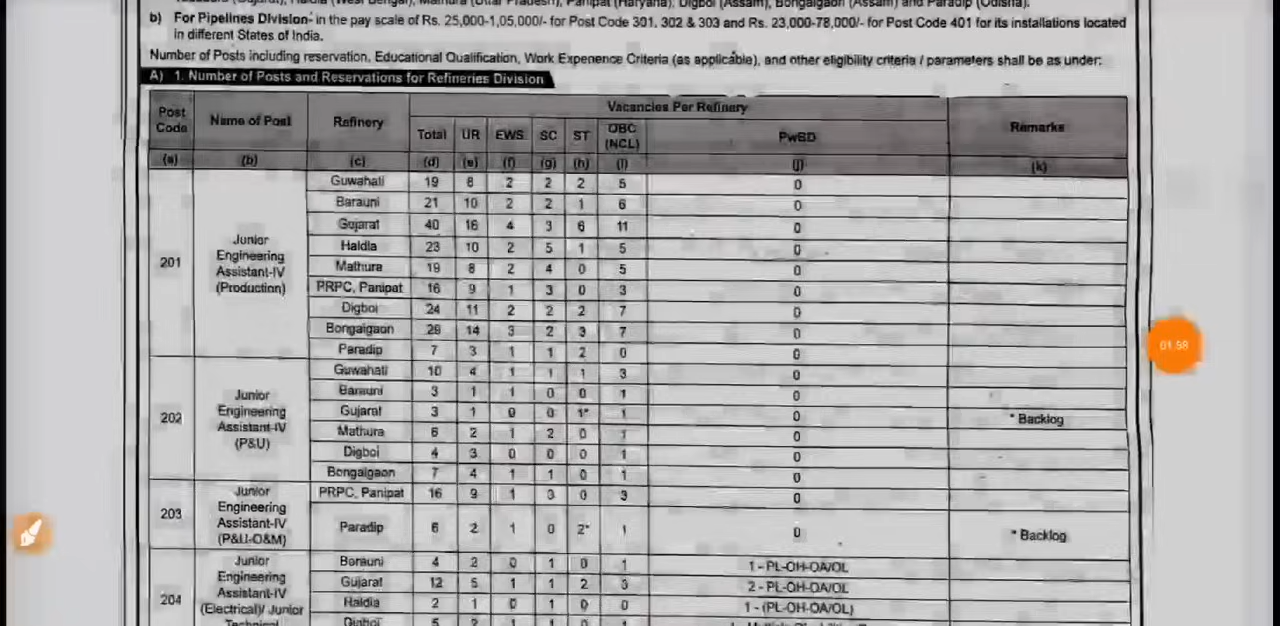 b) For Pipelines Division- in the pay scale of Rs. 25,000-1,05,000/- for Post Code 301, 302 & 303 and Rs. 23,000-78,000/- for Post Code 401 for its installations located
in different States of India.
Number of Posts including reservation, Educational Qualification, Work Experience Criteria (as applicable), and other eligibility criteria / parameters shall be as under:
A) 1. Number of Posts and Reservations for Refineries Division
Post Code Name of Post Refinery Vacancies Per Refinery Remarks
Total UR EWS SC ST OBC (NCL) PwBD
(a) (b) (c) (d) (e) (f) (g) (h) (i) (j) (k)
201 Junior Engineering Assistant-IV (Production)
Guwahati 19 8 2 2 2 5 0
Barauni 21 10 2 2 1 6 0
Gujarat 40 16 4 3 6 11 0
Haldia 23 10 2 5 1 5 0
Mathura 19 8 2 4 0 5 0
PRPC, Panipat 16 9 1 3 0 3 0
Digboi 24 11 2 2 2 7 0
Bongaigaon 14 3 2 3 7 0
Paradip 7 3 1 1 2 0 0
202 Junior Engineering Assistant-IV (P&U)
Guwahati 10 4 1 1 1 3 0
Barauni 3 1 1 0 0 1 0
Gujarat 3 1 0 0 1* 1 0 * Backlog
Mathura 6 2 1 2 0 1 0
Digboi 4 3 0 0 0 1 0
Bongaigaon 7 4 1 1 0 1 0
203 Junior Engineering Assistant-IV (P&U-O&M)
PRPC, Panipat 16 9 1 3 0 3 0
Paradip 6 2 1 0 2* 1 0 * Backlog
204 Junior Engineering Assistant-IV (Electrical)/ Junior
Barauni 4 2 0 1 0 1 1 - PL-OH-OA/OL
Gujarat 12 5 1 1 2 3 2 - PL-OH-OA/OL
Haldia 2 1 0 1 0 0 1 - (PL-OH-OA/OL)
01:58